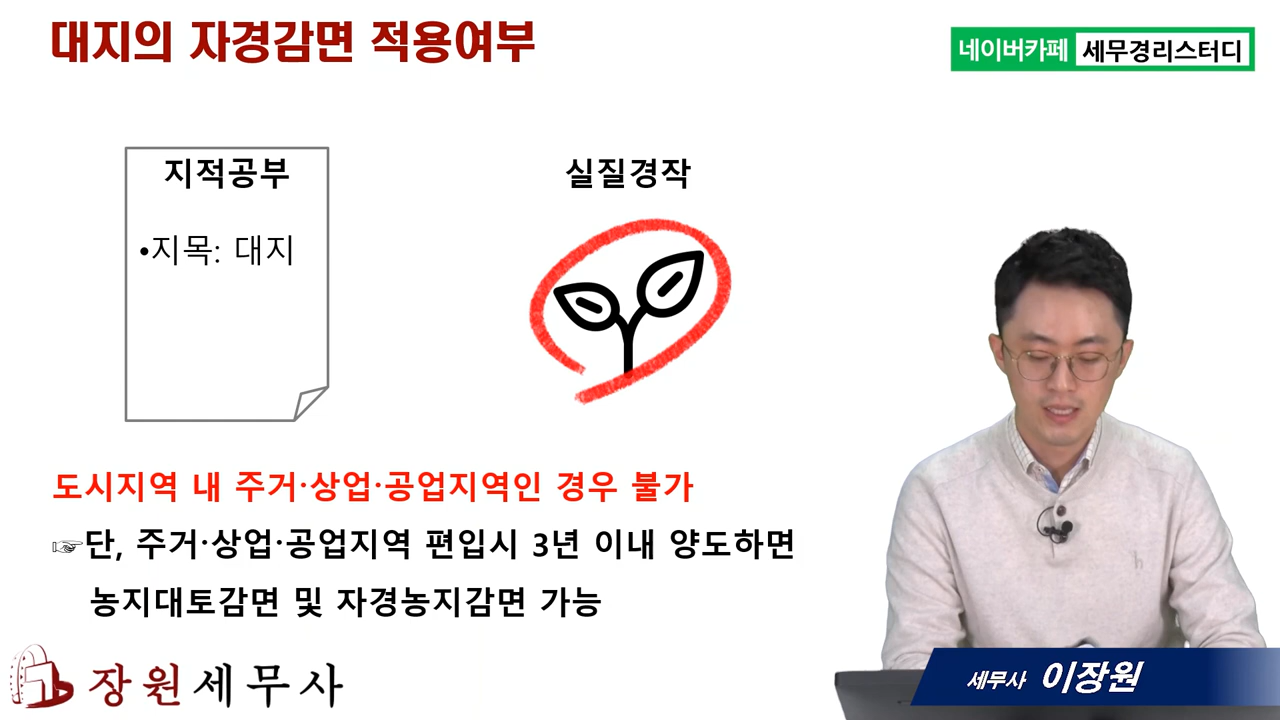 대지의 자경감면 적용여부
네이버카페 세무경리스터디
지적공부
•지목: 대지
실질경작
도시지역 내 주거·상업·공업지역인 경우 불가
☞단, 주거·상업·공업지역 편입시 3년 이내 양도하면
농지대토감면 및 자경농지감면 가능
장원세무사
세무사 이장원